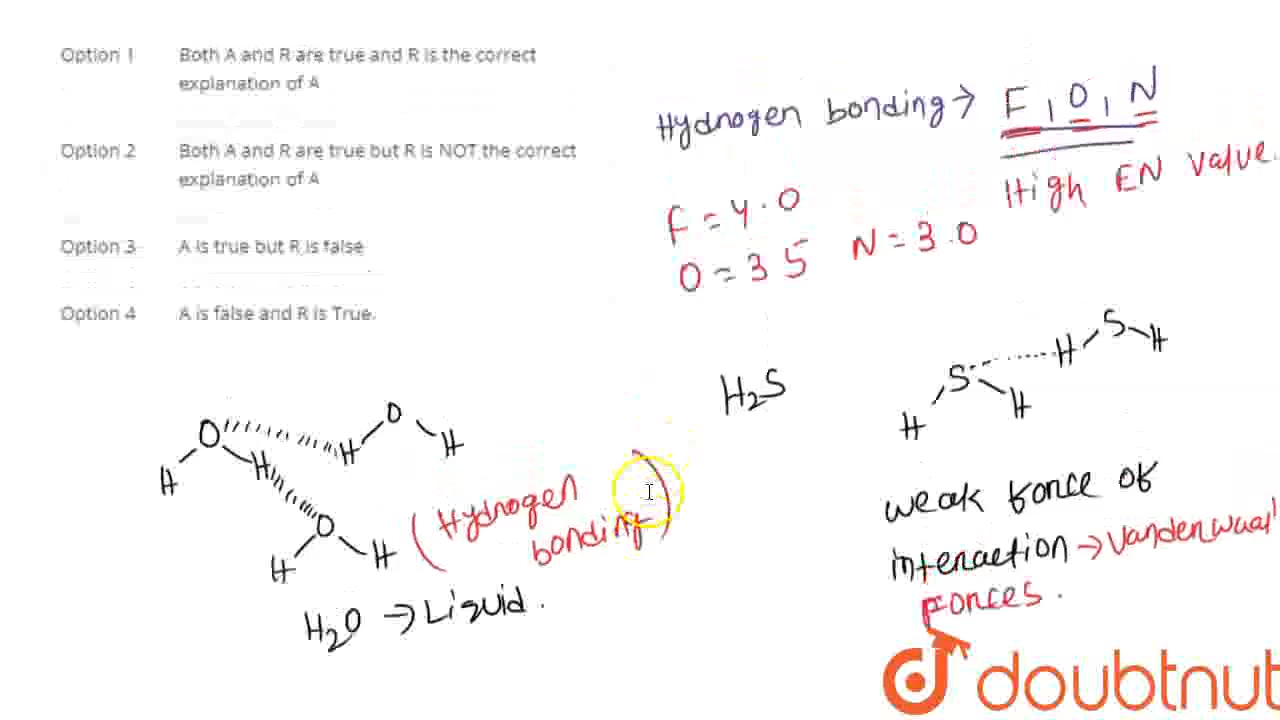 Option 1 Both A and R are true and R is the correct
explanation of A
Option 2 Both A and R are true but R is NOT the correct
explanation of A
Option 3 A is true but R is false
Option 4 A is false and R is True.
Hydrogen bonding → F, O, N
High EN value.
F = 4.0
O = 3 5 N = 3.0
H2S
S H S H
H H
O H O H
H H
O
H H
(Hydrogen
bonding)
H2O → Liquid.
weak force of
interaction → Vanderwaal
Forces.
doubtnut